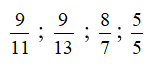 9/11 ; 9/13 ; 8/7 ; 5/5